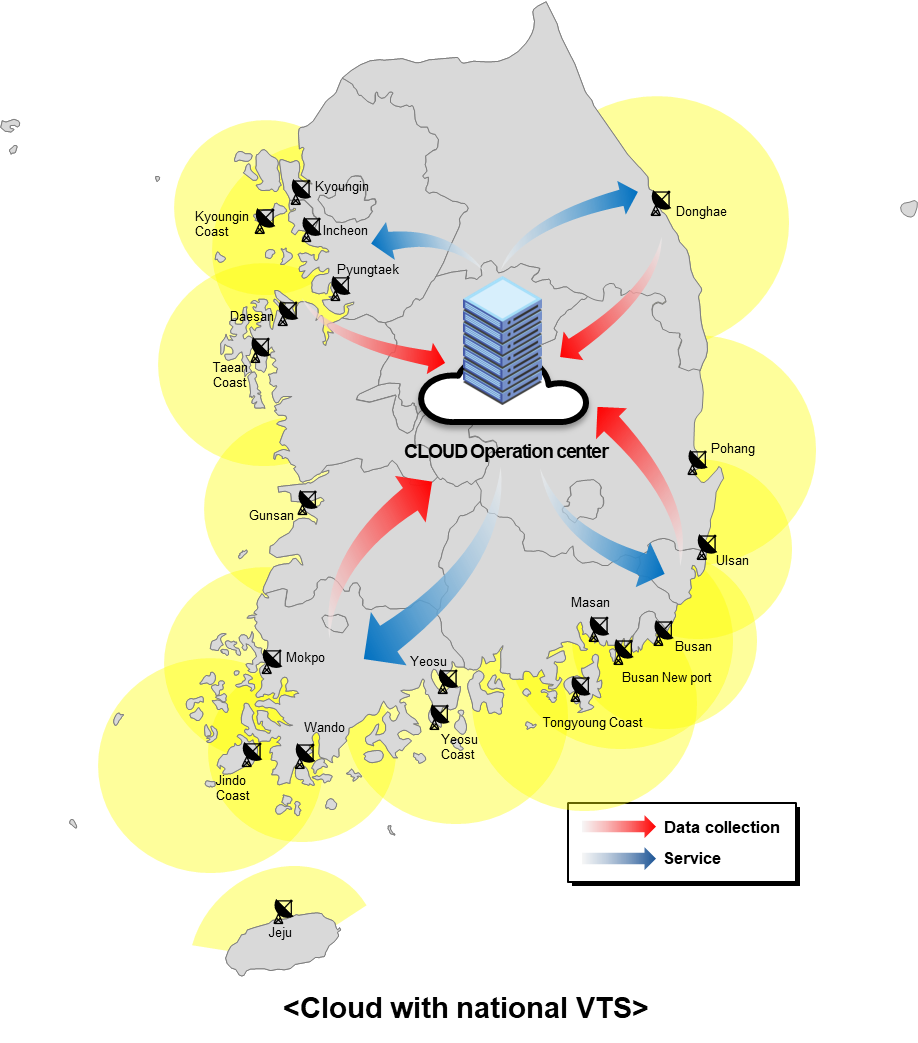 Kyoungin
Kyoungin
Coast
Incheon
Donghae
Pyungtaek
Daesan
Taean
Coast
CLOUD Operation center
Pohang
Gunsan
Ulsan
Masan
Busan
Mokpo
Yeosu
Busan New port
Tongyoung Coast
Wando
Yeosu
Coast
Jindo
Coast
Data collection
Service
Jeju
<Cloud with national VTS>